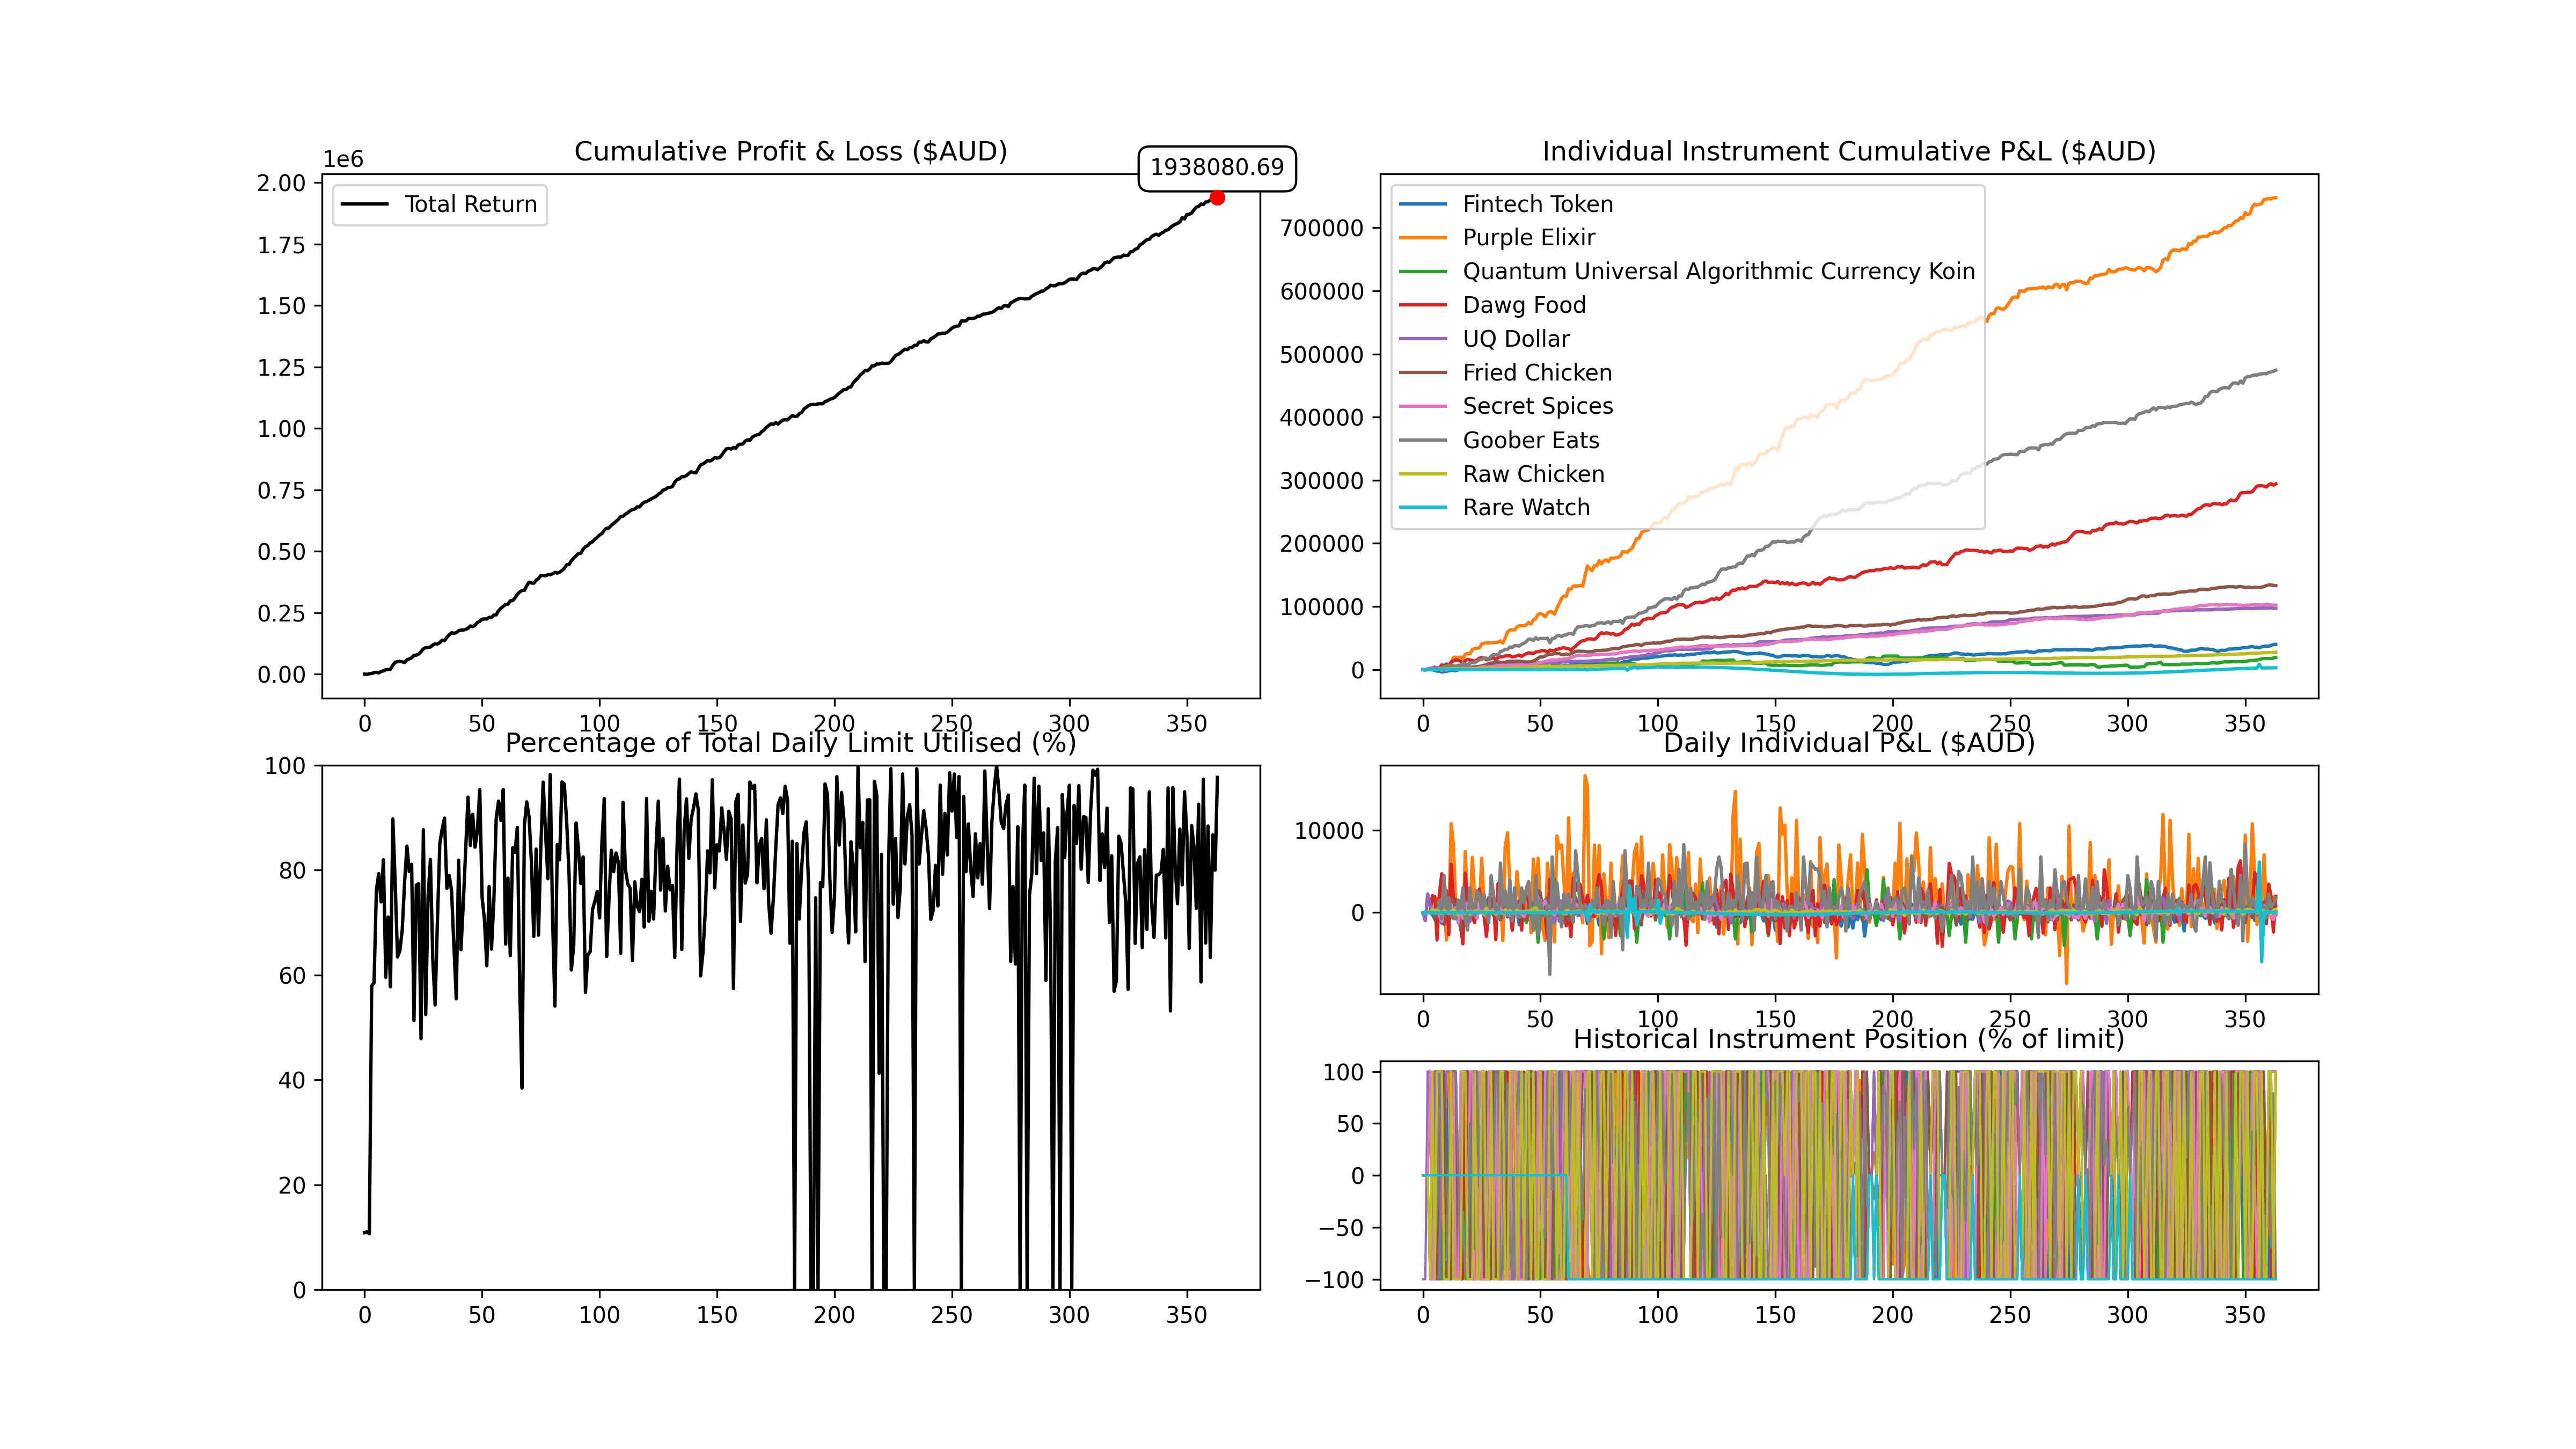 Cumulative Profit & Loss ($AUD)
1e6
1938080.69
Total Return
2.00
1.75
1.50
1.25
1.00
0.75
0.50
0.25
0.00
0 50 100 150 200 250 300 350
Individual Instrument Cumulative P&L ($AUD)
Fintech Token
Purple Elixir
Quantum Universal Algorithmic Currency Koin
Dawg Food
UQ Dollar
Fried Chicken
Secret Spices
Goober Eats
Raw Chicken
Rare Watch
700000
600000
500000
400000
300000
200000
100000
0
0 50 100 150 200 250 300 350
Percentage of Total Daily Limit Utilised (%)
100
80
60
40
20
0
0 50 100 150 200 250 300 350
Daily Individual P&L ($AUD)
10000
0
0 50 100 150 200 250 300 350
Historical Instrument Position (% of limit)
100
50
0
−50
−100
0 50 100 150 200 250 300 350